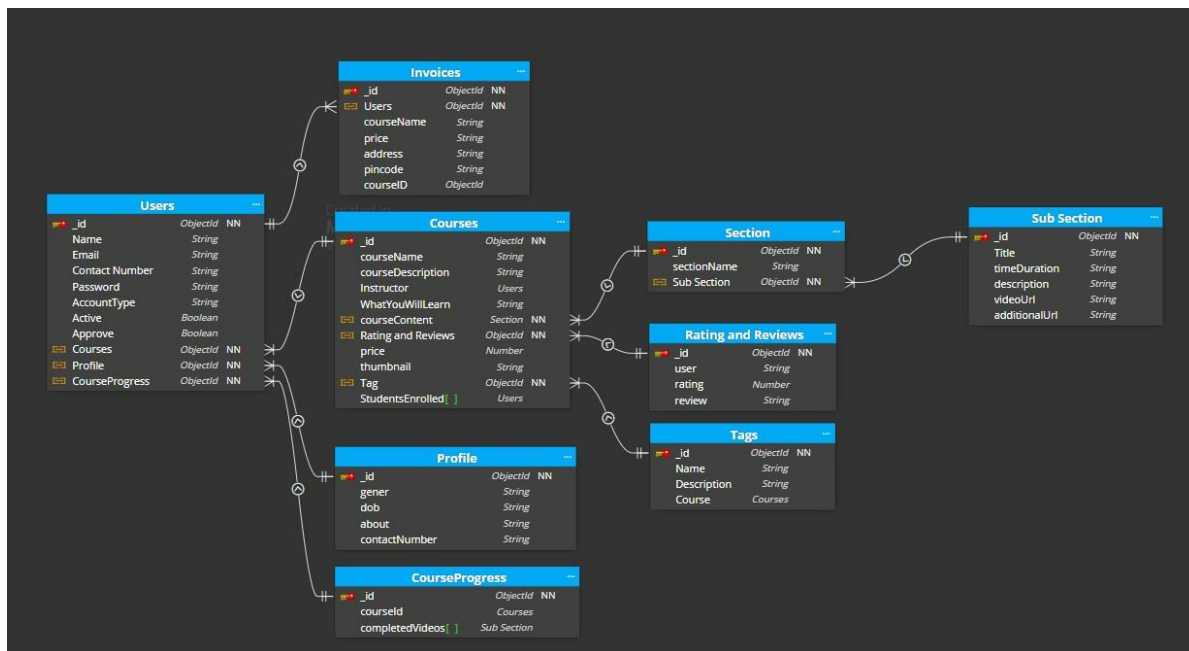 Invoices
_id ObjectId NN
Users ObjectId NN
courseName String
price String
address String
pincode String
courseID ObjectId
Users
_id ObjectId NN
Name String
Email String
Contact Number String
Password String
AccountType String
Active Boolean
Approve Boolean
Courses ObjectId NN
Profile ObjectId NN
CourseProgress ObjectId NN
Created in
Courses
_id ObjectId NN
courseName String
courseDescription String
Instructor Users
WhatYouWillLearn String
courseContent Section NN
Rating and Reviews ObjectId NN
price Number
thumbnail String
Tag ObjectId NN
StudentsEnrolled[ ] Users
Section
_id ObjectId NN
sectionName String
Sub Section ObjectId NN
Sub Section
_id ObjectId NN
Title String
timeDuration String
description String
videoUrl String
additionalUrl String
Rating and Reviews
_id ObjectId NN
user String
rating Number
review String
Tags
_id ObjectId NN
Name String
Description String
Course Courses
Profile
_id ObjectId NN
gener String
dob String
about String
contactNumber String
CourseProgress
_id ObjectId NN
courseId Courses
completedVideos[ ] Sub Section